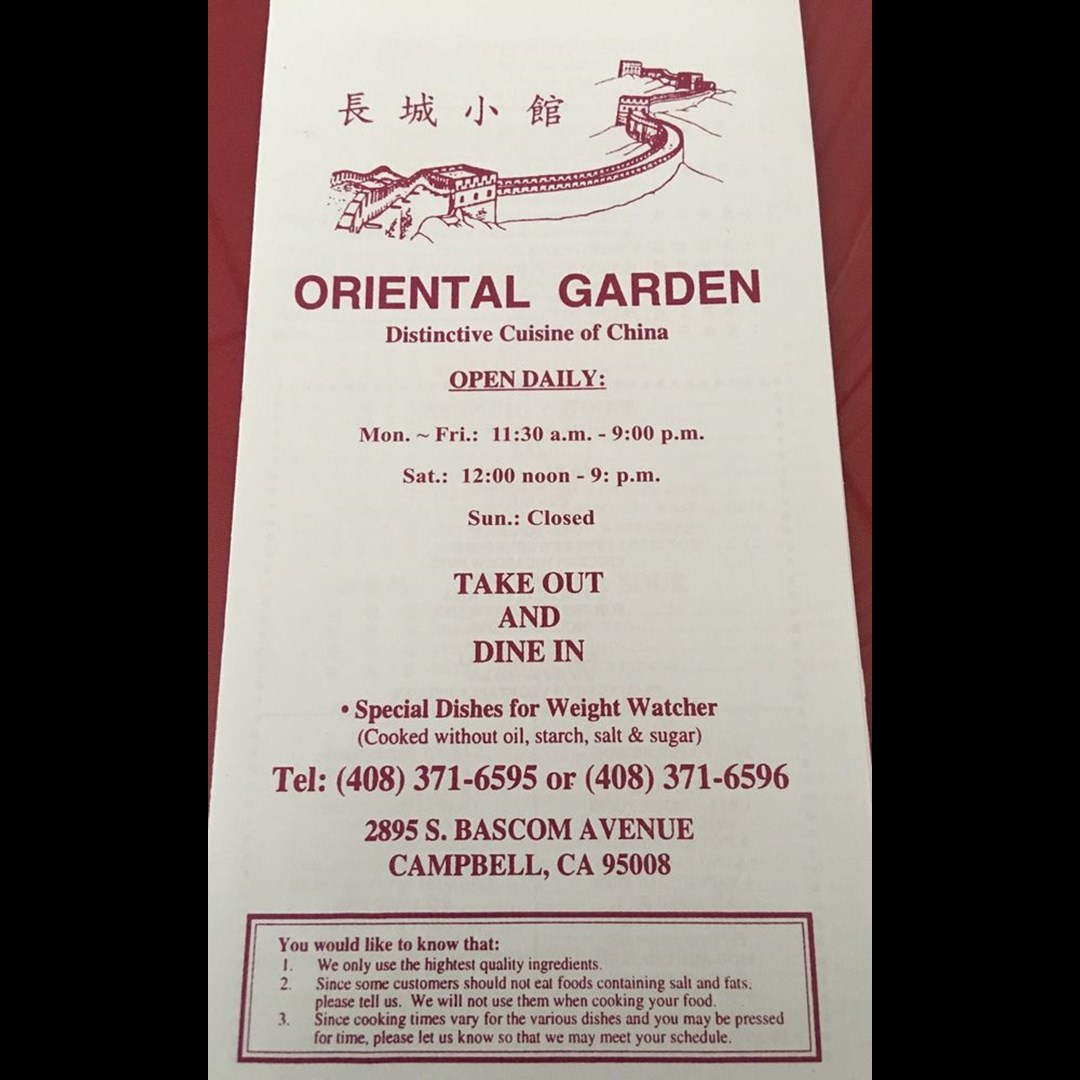 長城小館
ORIENTAL GARDEN
Distinctive Cuisine of China
OPEN DAILY:
Mon. ~ Fri.: 11:30 a.m. - 9:00 p.m.
Sat.: 12:00 noon - 9: p.m.
Sun.: Closed
TAKE OUT
AND
DINE IN
• Special Dishes for Weight Watcher
(Cooked without oil, starch, salt & sugar)
Tel: (408) 371-6595 or (408) 371-6596
2895 S. BASCOM AVENUE
CAMPBELL, CA 95008
You would like to know that:
1. We only use the hightest quality ingredients.
2. Since some customers should not eat foods containing salt and fats,
please tell us. We will not use them when cooking your food.
3. Since cooking times vary for the various dishes and you may be pressed
for time, please let us know so that we may meet your schedule.